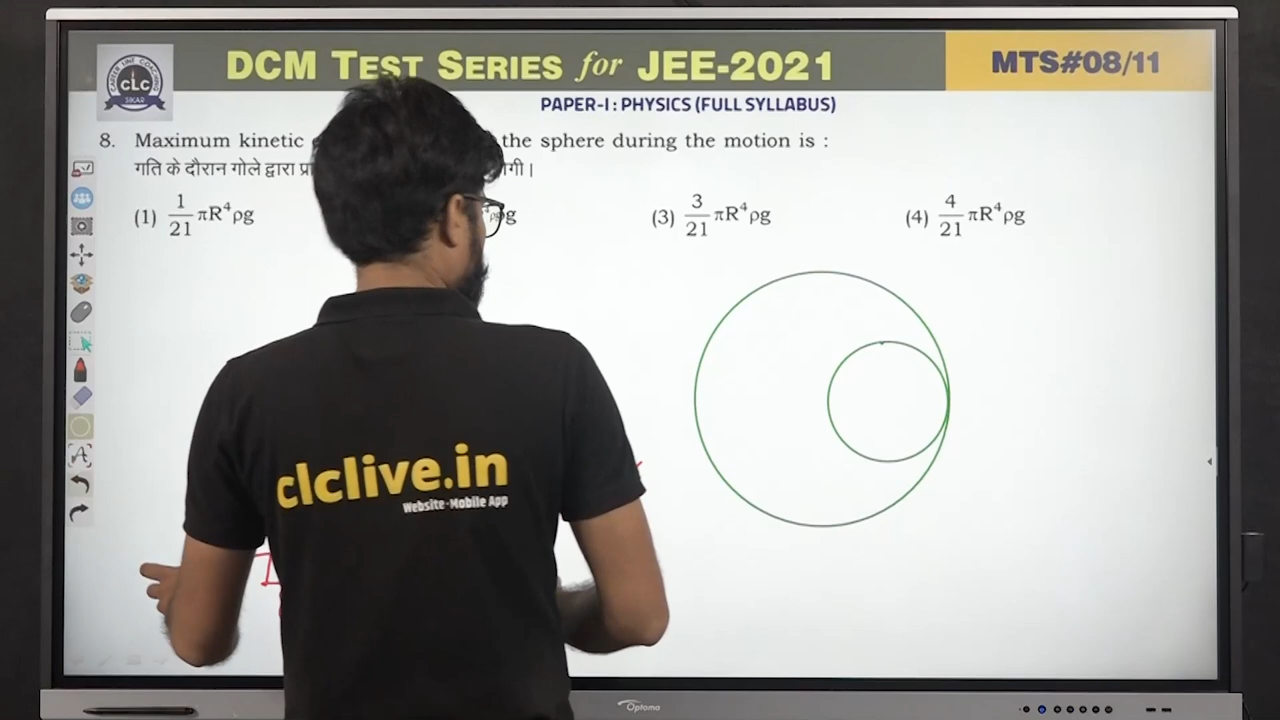 DCM TEST SERIES for JEE-2021
MTS#08/11
CLC
SIKAR
PAPER-I : PHYSICS (FULL SYLLABUS)
8. Maximum kinetic the sphere during the motion is :
गति के दौरान गोले द्वारा
(1) 1/21 πR⁴ρg
(3) 3/21 πR⁴ρg
(4) 4/21 πR⁴ρg
clclive.in
Website-Mobile App
Optoma